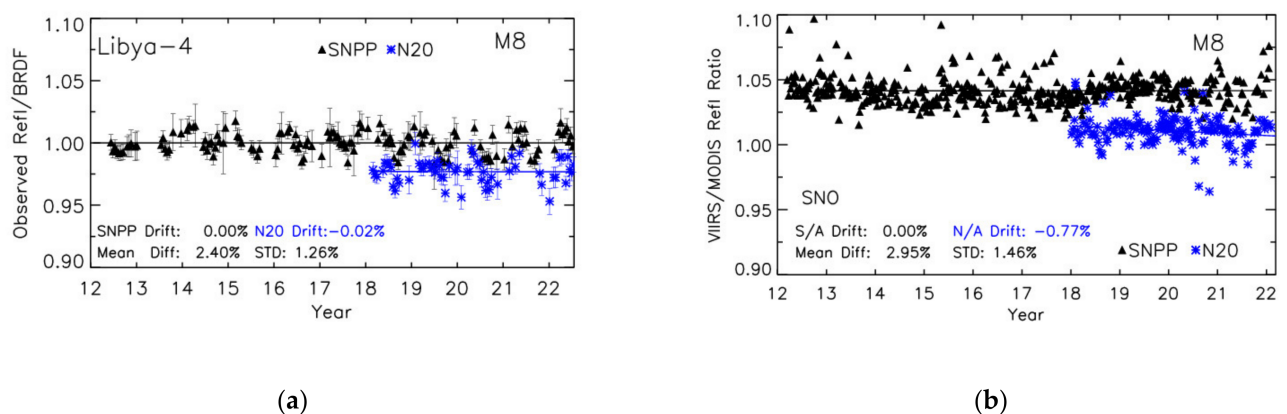 1.10
Libya-4
SNPP
N20
M8
1.05
1.00
0.95
0.90
Observed Refl/BRDF
SNPP Drift: 0.00% N20 Drift:-0.02%
Mean Diff: 2.40% STD: 1.26%
12 13 14 15 16 17 18 19 20 21 22
Year
(a)
1.10
M8
1.05
1.00
0.95
0.90
VIIRS/MODIS Refl Ratio
SNO
S/A Drift: 0.00% N/A Drift: -0.77%
Mean Diff: 2.95% STD: 1.46%
SNPP
N20
12 13 14 15 16 17 18 19 20 21 22
Year
(b)